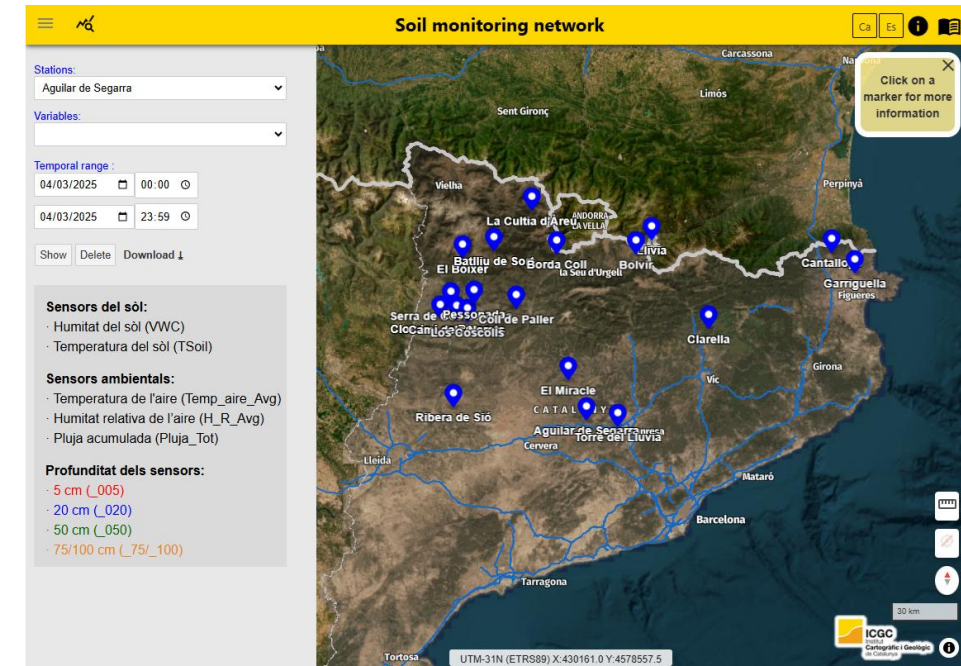 Soil monitoring network
Ca Es
Stations:
Aguilar de Segarra
Variables:
Temporal range :
04/03/2025 00:00
04/03/2025 23:59
Show Delete Download
Sensors del sòl:
· Humitat del sòl (VWC)
· Temperatura del sòl (TSoil)
Sensors ambientals:
· Temperatura de l'aire (Temp_aire_Avg)
· Humitat relativa de l'aire (H_R_Avg)
· Pluja acumulada (Pluja_Tot)
Profunditat dels sensors:
· 5 cm (_005)
· 20 cm (_020)
· 50 cm (_050)
· 75/100 cm (_75/_100)
Click on a
marker for more
information
Carcassona
Limós
Sent Gironç
Perpinyà
Vielha
La Cultia d'Àreu
ANDORRA
LA VELLA
Llívia
Batlliu de
Borda Coll
Bolvir
El Boixer
la Seu d'Urgell
Garriguella
Figueres
Serra de
Pessonada
Coll de Paller
Los Goscolls
Clarella
Girona
Vic
El Miracle
Ribera de Sió
Aguilar de Segarra
Torre del Lluvià
Cervera
Lleida
Mataró
Barcelona
Tarragona
Tortosa
30 km
ICGC
Institut
Cartogràfic i Geològic
de Catalunya
UTM-31N (ETRS89) X:430161.0 Y:4578557.5